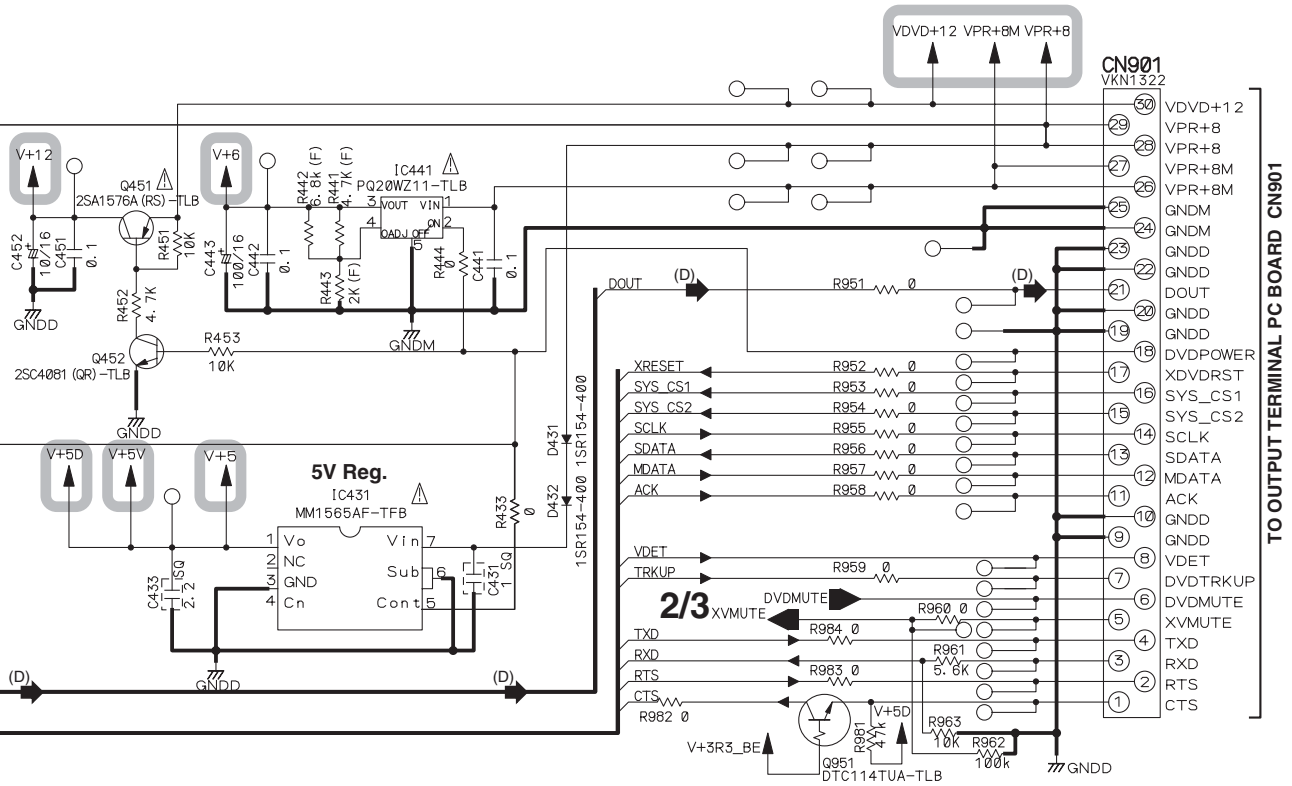 VDVD+12 VPR+8M VPR+8
CN901
VKN1322
30 VDVD+12
29 VPR+8
28 VPR+8
27 VPR+8M
26 VPR+8M
25 GNDM
24 GNDM
23 GNDD
22 GNDD
21 DOUT
20 GNDD
19 GNDD
18 DVDPOWER
17 XDVDRST
16 SYS_CS1
15 SYS_CS2
14 SCLK
13 SDATA
12 MDATA
11 ACK
10 GNDD
9 GNDD
8 VDET
7 DVDTRKUP
6 DVDMUTE
5 XVMUTE
4 TXD
3 RXD
2 RTS
1 CTS
TO OUTPUT TERMINAL PC BOARD CN901
V+12
Q451
2SA1576A(RS)-TLB
C452
10/16
C451
0.1
R451
10K
GNDD
R452
4.7K
Q452
2SC4081(QR)-TLB
GNDD
R453
10K
V+6
C443
100/16
C442
0.1
R442
6.8k(F)
R441
4.7K(F)
R443
2K(F)
IC441
PQ20WZ11-TLB
3 VOUT VIN 1
4 ON 2
OADJ OFF
5
R444
0
C441
0.1
GNDM
DOUT
(D)
R951 0
(D)
XRESET R952 0
SYS_CS1 R953 0
SYS CS2 R954 0
SCLK R955 0
SDATA R956 0
MDATA R957 0
ACK R958 0
VDET
TRKUP R959 0
2/3
DVDMUTE
XVMUTE
R960 0
TXD R984 0
RXD R961
5.6K
RTS R983 0
CTS
R982 0
V+3R3_BE
Q951
DTC114TUA-TLB
R981
47k
V+5D
R963
10K
R962
100k
GNDD
V+5D
V+5V
V+5
5V Reg.
IC431
MM1565AF-TFB
1 Vo Vin 7
2 NC
Sub 6
3 GND
4 Cn Cont 5
C433
2.2
SQ
C431
1 SQ
R433
0
D431
1SR154-400
D432
1SR154-400
GNDD
(D)
(D)